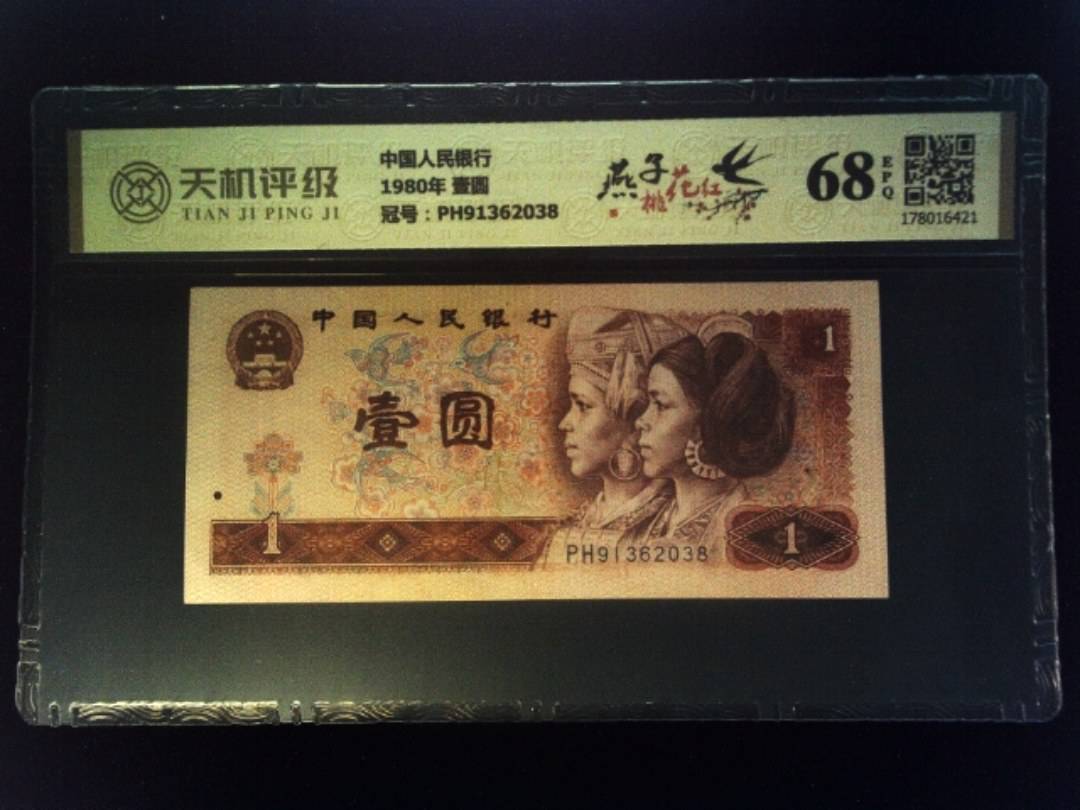 天机评级
TIAN JI PING JI
中国人民银行
1980年 壹圆
冠号：PH91362038
燕子
桃花红
68
EPQ
178016421
中国人民银行
壹圆
1
1
PH91362038
1